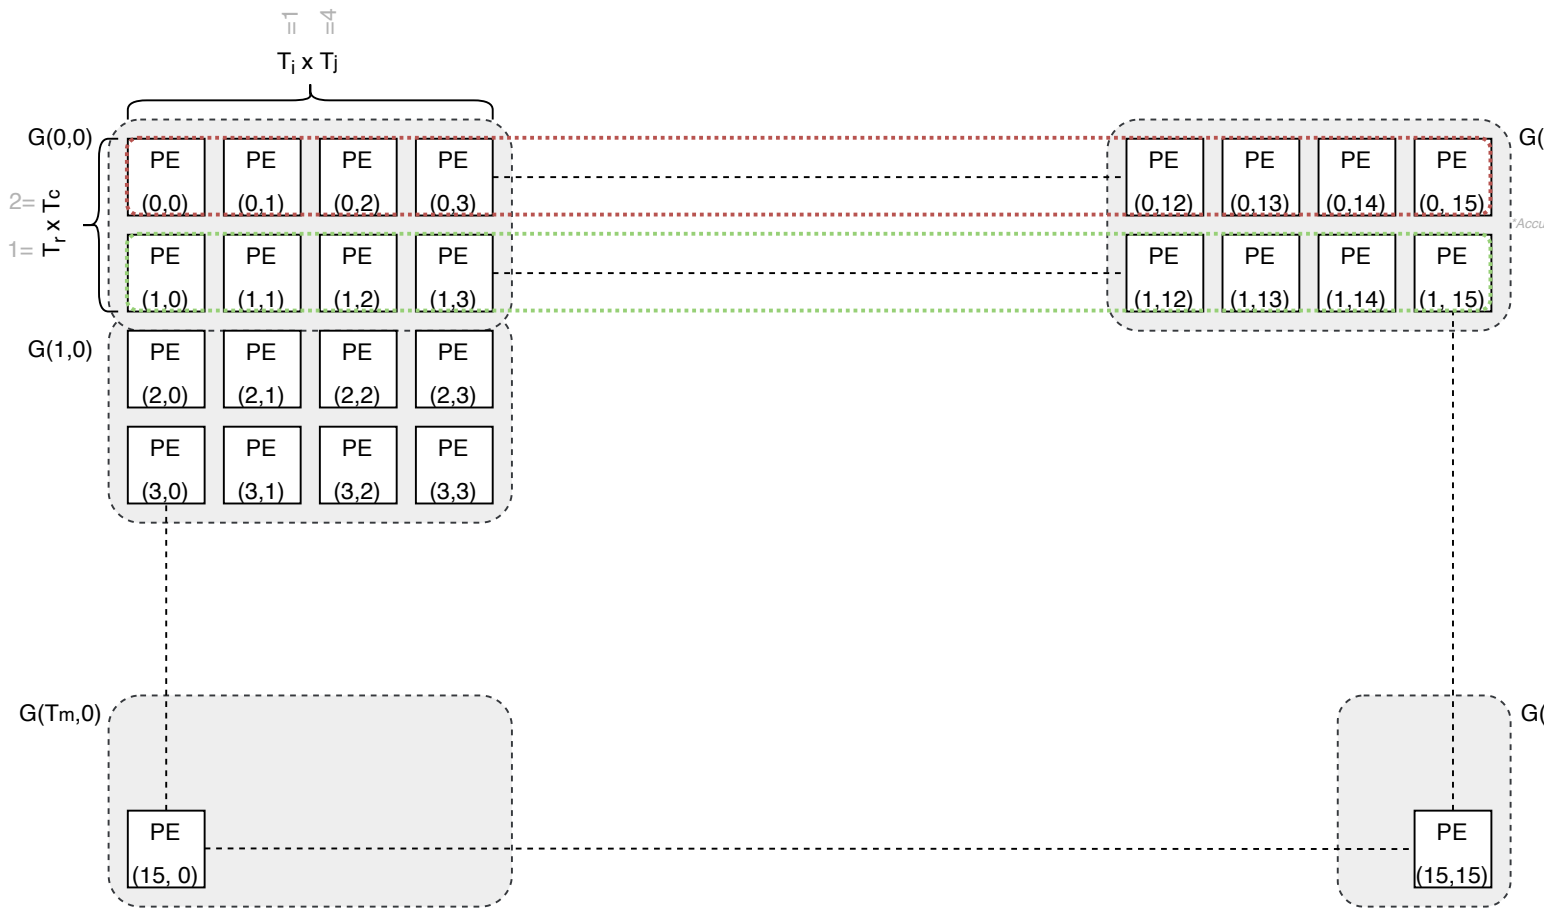 =1 =4
Ti x Tj
G(0,0)
PE PE PE PE PE PE PE PE
(0,0) (0,1) (0,2) (0,3) (0,12) (0,13) (0,14) (0, 15)
G(
2=
1=
Tr x Tc
*Accu
PE PE PE PE PE PE PE PE
(1,0) (1,1) (1,2) (1,3) (1,12) (1,13) (1,14) (1, 15)
G(1,0)
PE PE PE PE
(2,0) (2,1) (2,2) (2,3)
PE PE PE PE
(3,0) (3,1) (3,2) (3,3)
G(Tm,0)
G(
PE PE
(15, 0) (15,15)